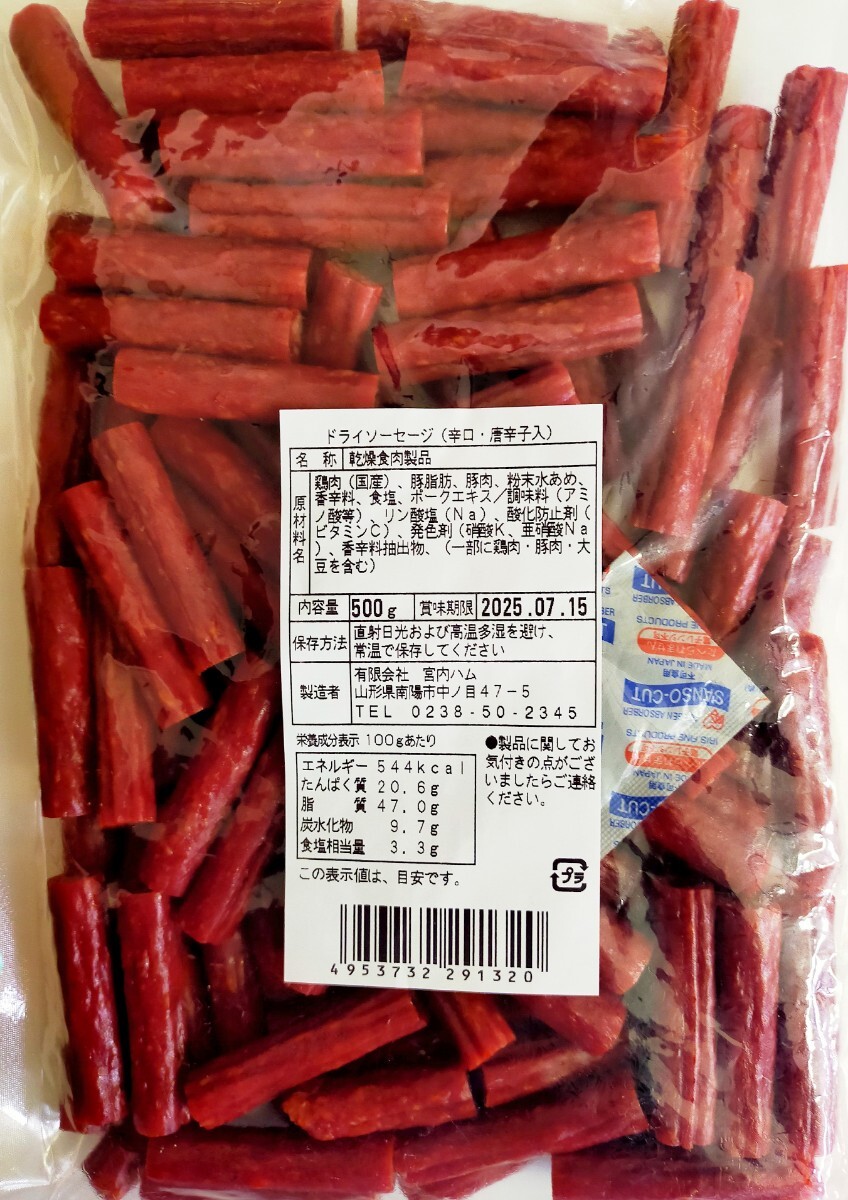 ドライソーセージ（辛口・唐辛子入）
名 称 乾燥食肉製品
原材料名
鶏肉（国産）、豚脂肪、豚肉、粉末水あめ、
香辛料、食塩、ポークエキス／調味料（アミ
ノ酸等）、リン酸塩（Ｎａ）、酸化防止剤（
ビタミンＣ）、発色剤（硝酸Ｋ、亜硝酸Ｎａ
）、香辛料抽出物、（一部に鶏肉・豚肉・大
豆を含む）
内容量 500g 賞味期限 2025.07.15
保存方法 直射日光および高温多湿を避け、
常温で保存してください
製造者 有限会社 宮内ハム
山形県南陽市中ノ目４７－５
ＴＥＬ ０２３８-５０-２３４５
栄養成分表示 100gあたり
エネルギー 544kcal
たんぱく質 20.6g
脂 質 47.0g
炭水化物 9.7g
食塩相当量 3.3g
この表示値は、目安です。
●製品に関してお
気付きの点がござ
いましたらご連絡
ください。
プラ
4953732 291320
MADE IN JAPAN
不可食用
SANSO-CUT